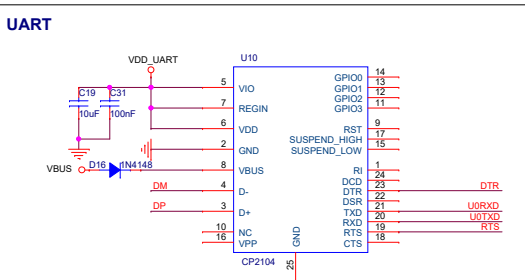 UART
VDD_UART
U10
C19
C31
10uF
100nF
5
VIO
7
REGIN
6
VDD
2
GND
VBUS
D16
1N4148
8
VBUS
DM
4
D-
DP
3
D+
10
NC
16
VPP
GPIO0
14
GPIO1
13
GPIO2
12
GPIO3
11
RST
9
SUSPEND_HIGH
17
SUSPEND_LOW
15
RI
1
DCD
24
DTR
23
DTR
DSR
22
TXD
21
U0RXD
RXD
20
U0TXD
RTS
19
RTS
CTS
18
GND
25
CP2104